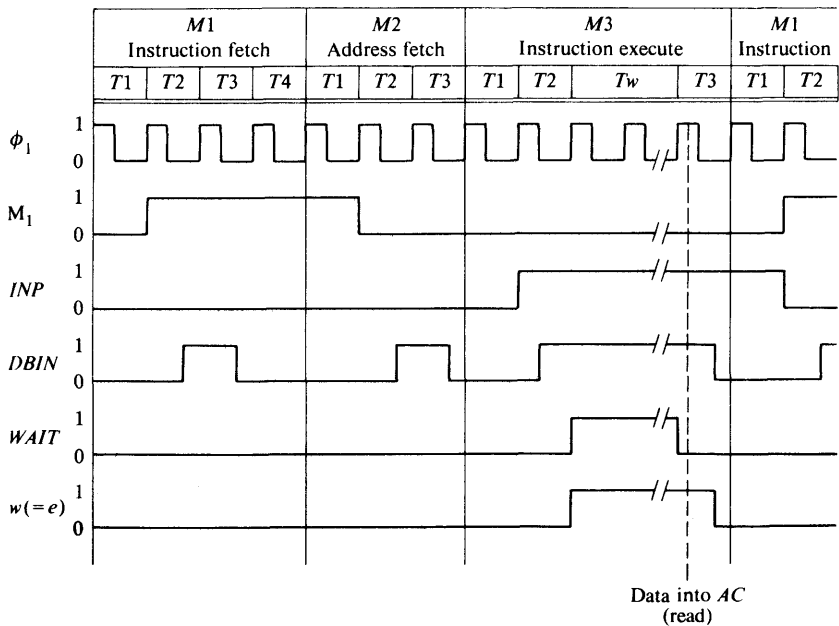 M1 M2 M3 M1
Instruction fetch Address fetch Instruction execute Instruction
T1 T2 T3 T4 T1 T2 T3 T1 T2 Tw T3 T1 T2
ϕ₁ 1
0
M₁ 1
0
INP 1
0
DBIN 1
0
WAIT 1
0
w(=e) 1
0
Data into AC
(read)